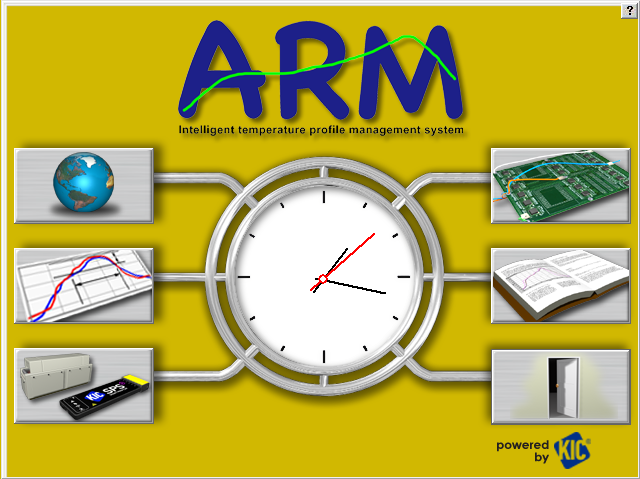 ?
ARM
Intelligent temperature profile management system
KIC SPS
powered
by KIC®